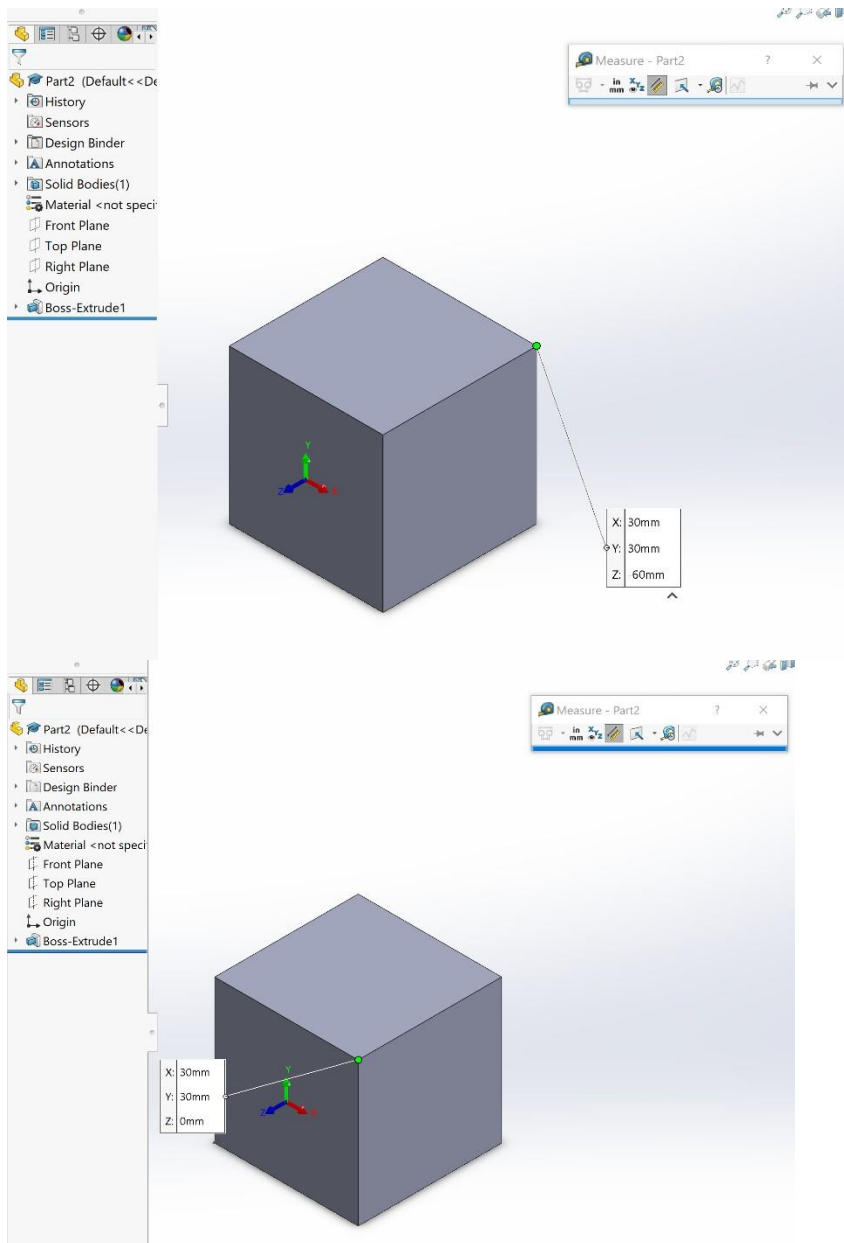 Measure - Part2 ? ×
Part2 (Default<<De
in
mm
XYZ
History
Sensors
Design Binder
Annotations
Solid Bodies(1)
Material <not speci
Front Plane
Top Plane
Right Plane
Origin
Boss-Extrude1
Y
Z X
X: 30mm
Y: 30mm
Z: 60mm
Measure - Part2 ? ×
in
mm
XYZ
Part2 (Default<<De
History
Sensors
Design Binder
Annotations
Solid Bodies(1)
Material <not speci
Front Plane
Top Plane
Right Plane
Origin
Boss-Extrude1
X: 30mm
Y: 30mm
Z: 0mm
Y
Z X